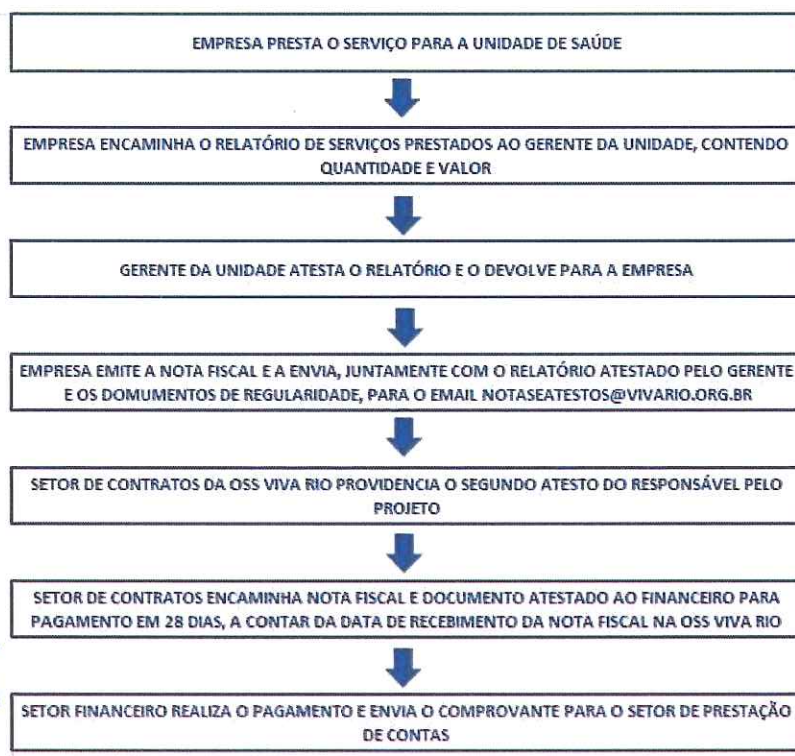 EMPRESA PRESTA O SERVIÇO PARA A UNIDADE DE SAÚDE
EMPRESA ENCAMINHA O RELATÓRIO DE SERVIÇOS PRESTADOS AO GERENTE DA UNIDADE, CONTENDO
QUANTIDADE E VALOR
GERENTE DA UNIDADE ATESTA O RELATÓRIO E O DEVOLVE PARA A EMPRESA
EMPRESA EMITE A NOTA FISCAL E A ENVIA, JUNTAMENTE COM O RELATÓRIO ATESTADO PELO GERENTE
E OS DOMUMENTOS DE REGULARIDADE, PARA O EMAIL NOTASEATESTOS@VIVARIO.ORG.BR
SETOR DE CONTRATOS DA OSS VIVA RIO PROVIDENCIA O SEGUNDO ATESTO DO RESPONSÁVEL PELO
PROJETO
SETOR DE CONTRATOS ENCAMINHA NOTA FISCAL E DOCUMENTO ATESTADO AO FINANCEIRO PARA
PAGAMENTO EM 28 DIAS, A CONTAR DA DATA DE RECEBIMENTO DA NOTA FISCAL NA OSS VIVA RIO
SETOR FINANCEIRO REALIZA O PAGAMENTO E ENVIA O COMPROVANTE PARA O SETOR DE PRESTAÇÃO
DE CONTAS